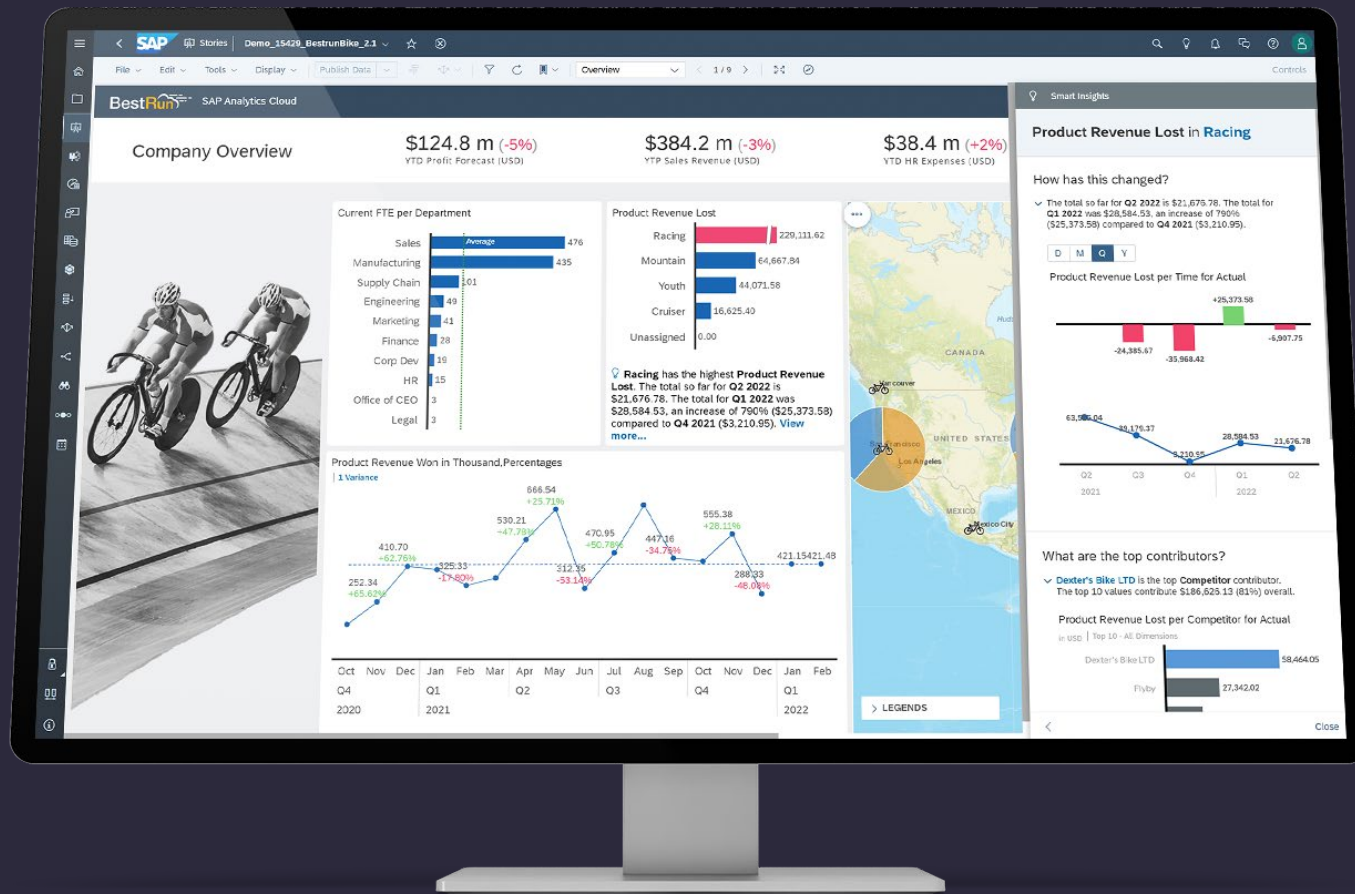 SAP Stories Demo_15429_BestrunBike_2.1
File Edit Tools Display Publish Data Overview 1/9 Controls
BestRun SAP Analytics Cloud
Company Overview
$124.8 m (-5%)
YTD Profit Forecast (USD)
$384.2 m (-3%)
YTP Sales Revenue (USD)
$38.4 m (+2%)
YTD HR Expenses (USD)
Current FTE per Department
Average
Sales 476
Manufacturing 435
Supply Chain 101
Engineering 49
Marketing 41
Finance 28
Corp Dev 19
HR 15
Office of CEO 3
Legal 3
Product Revenue Lost
Racing 229,111.62
Mountain 64,667.84
Youth 44,071.58
Cruiser 16,625.40
Unassigned 0.00
Racing has the highest Product Revenue
Lost. The total so far for Q2 2022 is
$21,676.78. The total for Q1 2022 was
$28,584.53, an increase of 790% ($25,373.58)
compared to Q4 2021 ($3,210.95). View
more...
Product Revenue Won in Thousand,Percentages
1 Variance
252.34
+65.62%
410.70
+62.76%
325.33
-17.80%
530.21
+47.78%
666.54
+25.71%
312.35
-53.14%
470.95
+50.78%
447.16
-34.75%
555.38
+28.11%
288.33
-48.08%
421.15 421.48
Oct Nov Dec Jan Feb Mar Apr May Jun Jul Aug Sep Oct Nov Dec Jan Feb
Q4 Q1 Q2 Q3 Q4 Q1
2020 2021 2022
CANADA
Vancouver
UNITED STATES
San Francisco
Los Angeles
MEXICO
Mexico City
LEGENDS
Smart Insights
Product Revenue Lost in Racing
How has this changed?
The total so far for Q2 2022 is $21,676.78. The total for
Q1 2022 was $28,584.53, an increase of 790%
($25,373.58) compared to Q4 2021 ($3,210.95).
D M Q Y
Product Revenue Lost per Time for Actual
+25,373.58
-24,385.67
-35,968.42
-6,907.75
39,179.37
3,210.95
28,584.53
21,676.78
Q2 Q3 Q4 Q1 Q2
2021 2022
What are the top contributors?
Dexter's Bike LTD is the top Competitor contributor.
The top 10 values contribute $186,626.13 (81%) overall.
Product Revenue Lost per Competitor for Actual
in USD | Top 10 - All Dimensions
Dexter's Bike LTD 58,464.05
Flyby 27,342.02
Close